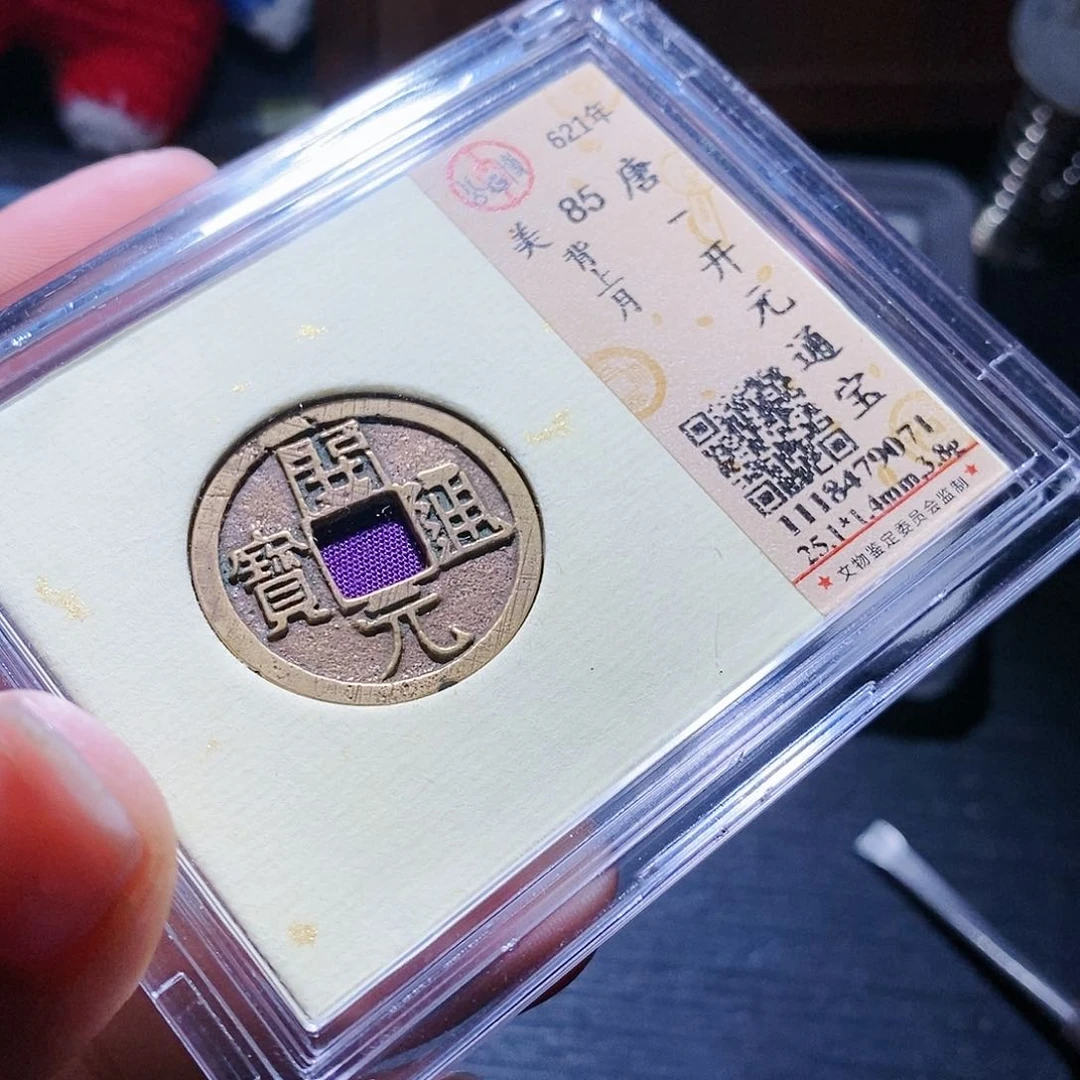 621年
唐一开元通宝
85
背上月
美
1118479071
25.1*1.4mm,3.8g
★文物鉴定委员会监制★
開元通寶